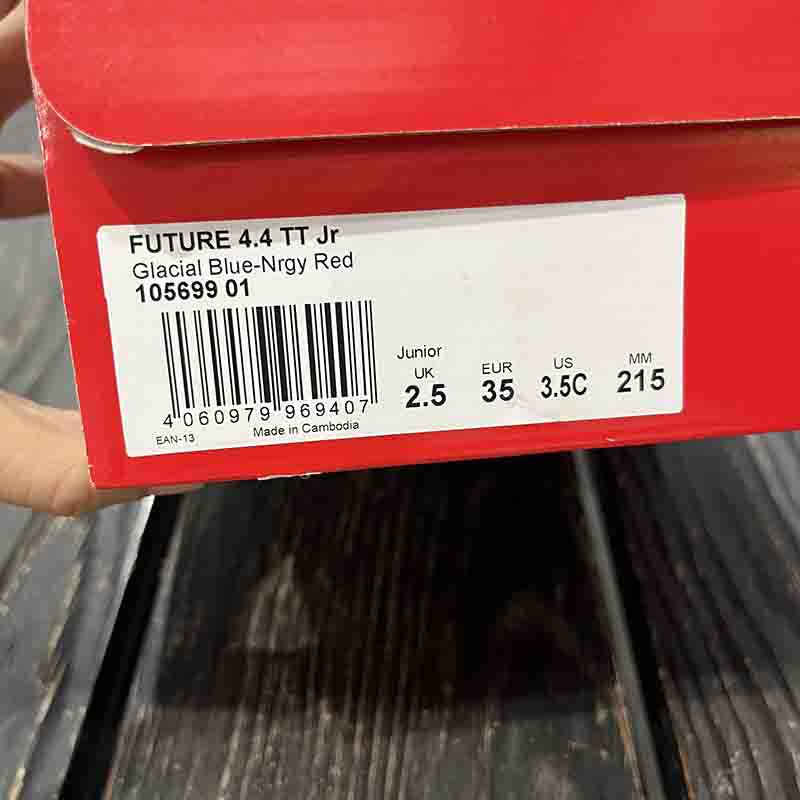 FUTURE 4.4 TT Jr
Glacial Blue-Nrgy Red
105699 01
4 060979 969407
EAN-13
Made in Cambodia
Junior
UK EUR US MM
2.5 35 3.5C 215